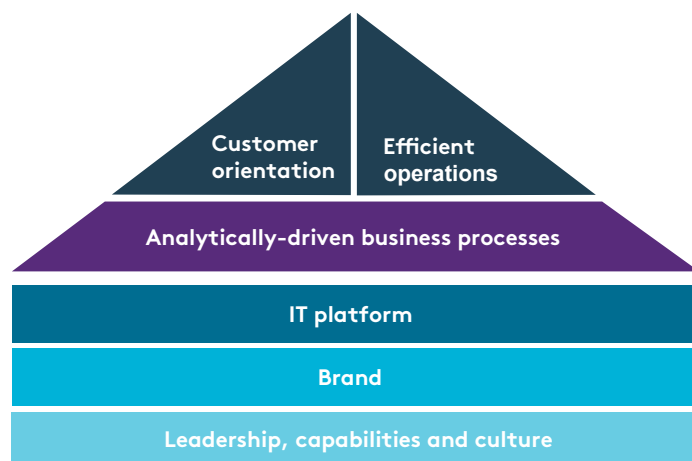 Customer
orientation
Efficient
operations
Analytically-driven business processes
IT platform
Brand
Leadership, capabilities and culture